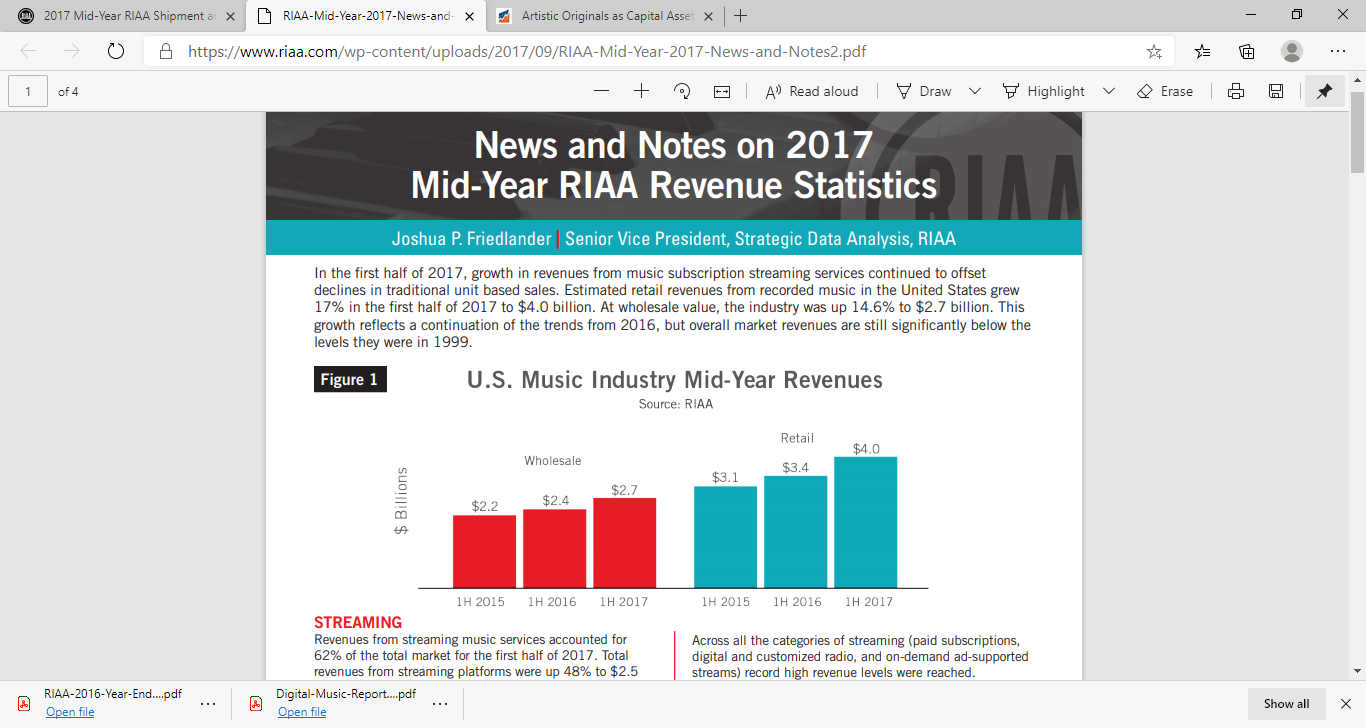 2017 Mid-Year RIAA Shipment a
RIAA-Mid-Year-2017-News-and-
Artistic Originals as Capital Asset
https://www.riaa.com/wp-content/uploads/2017/09/RIAA-Mid-Year-2017-News-and-Notes2.pdf
1 of 4 Read aloud Draw Highlight Erase
RIAA
News and Notes on 2017
Mid-Year RIAA Revenue Statistics
Joshua P. Friedlander | Senior Vice President, Strategic Data Analysis, RIAA
In the first half of 2017, growth in revenues from music subscription streaming services continued to offset
declines in traditional unit based sales. Estimated retail revenues from recorded music in the United States grew
17% in the first half of 2017 to $4.0 billion. At wholesale value, the industry was up 14.6% to $2.7 billion. This
growth reflects a continuation of the trends from 2016, but overall market revenues are still significantly below the
levels they were in 1999.
Figure 1
U.S. Music Industry Mid-Year Revenues
Source: RIAA
$ Billions
Wholesale
$2.2 $2.4 $2.7
Retail
$3.1 $3.4 $4.0
1H 2015 1H 2016 1H 2017 1H 2015 1H 2016 1H 2017
STREAMING
Revenues from streaming music services accounted for
62% of the total market for the first half of 2017. Total
revenues from streaming platforms were up 48% to $2.5
Across all the categories of streaming (paid subscriptions,
digital and customized radio, and on-demand ad-supported
streams) record high revenue levels were reached.
RIAA-2016-Year-End....pdf
Open file
Digital-Music-Report....pdf
Open file
Show all